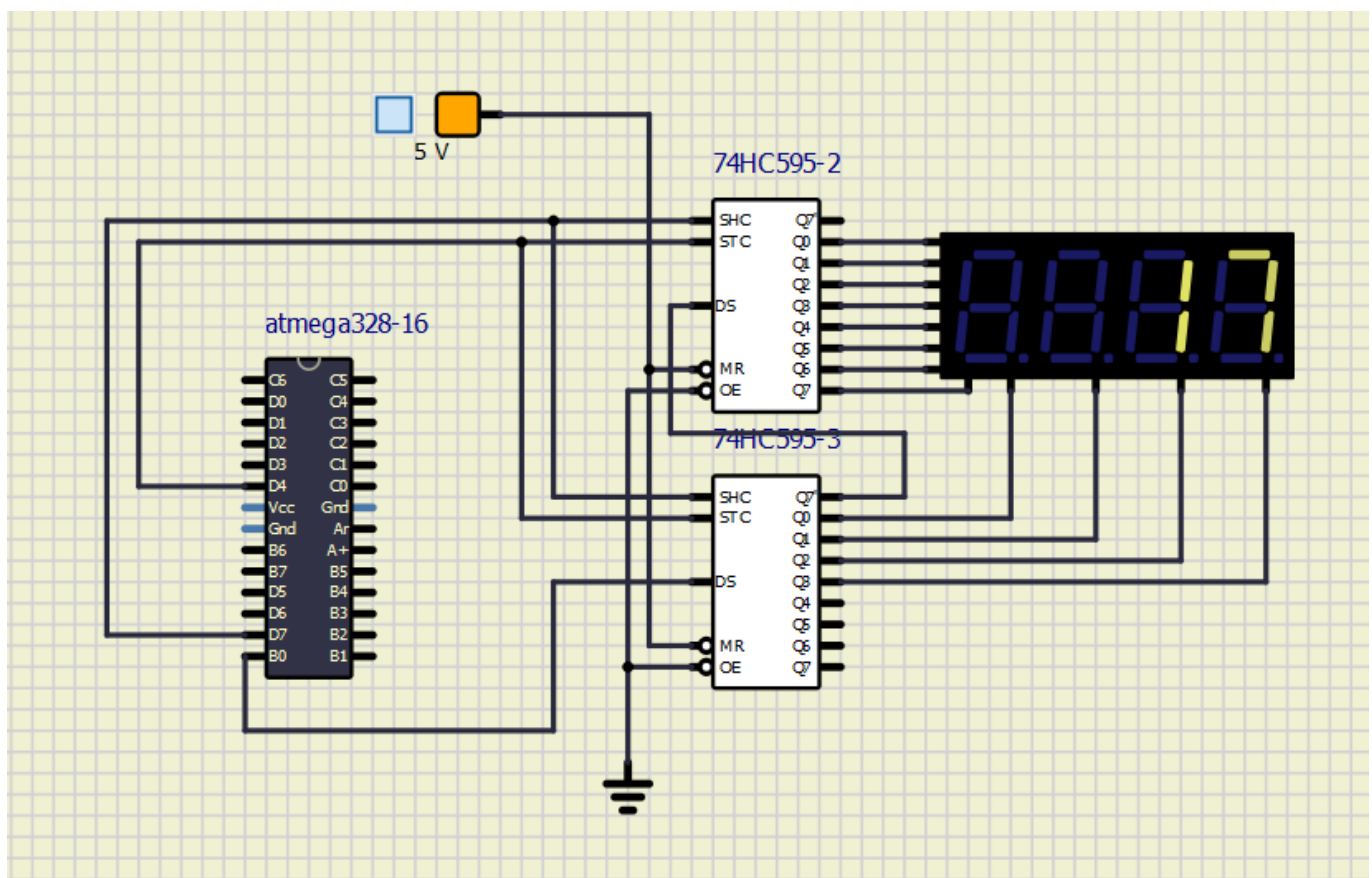 5 V
74HC595-2
SHC Q7'
STC Q0
Q1
Q2
DS Q3
Q4
Q5
MR Q6
OE Q7
atmega328-16
C6 C5
D0 C4
D1 C3
D2 C2
D3 C1
D4 C0
Vcc Gnd
Gnd Ar
B6 A+
B7 B5
D5 B4
D6 B3
D7 B2
B0 B1
17
74HC595-3
SHC Q7'
STC Q0
Q1
Q2
DS Q3
Q4
Q5
MR Q6
OE Q7